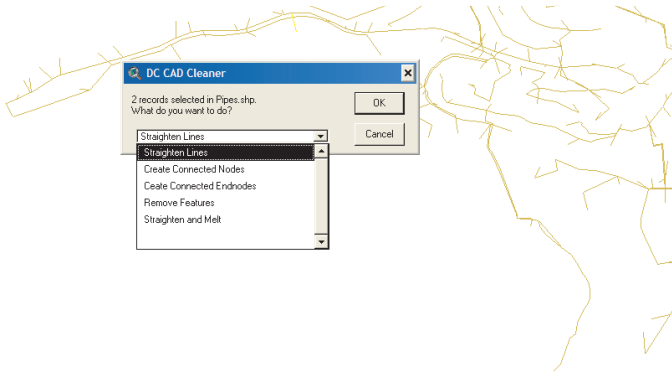 DC CAD Cleaner
2 records selected in Pipes.shp.
What do you want to do?
OK
Cancel
Straighten Lines
Straighten Lines
Create Connected Nodes
Ceate Connected Endnodes
Remove Features
Straighten and Melt